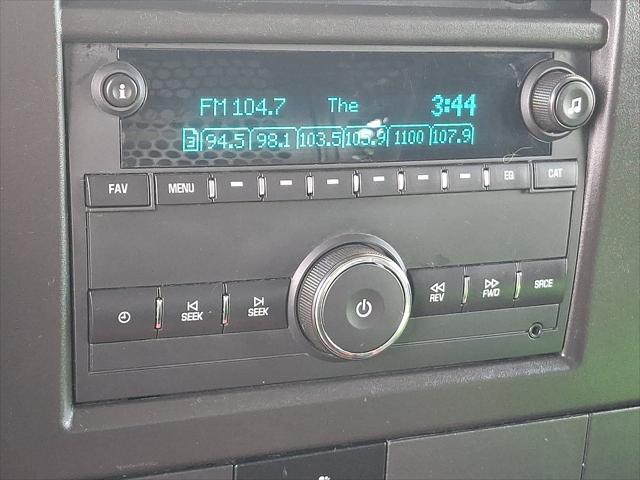 FM 104.7 The 3:44
3 94.5 98.1 103.5 105.9 1100 107.9
FAV MENU EQ CAT
SEEK SEEK REV FWD SRCE